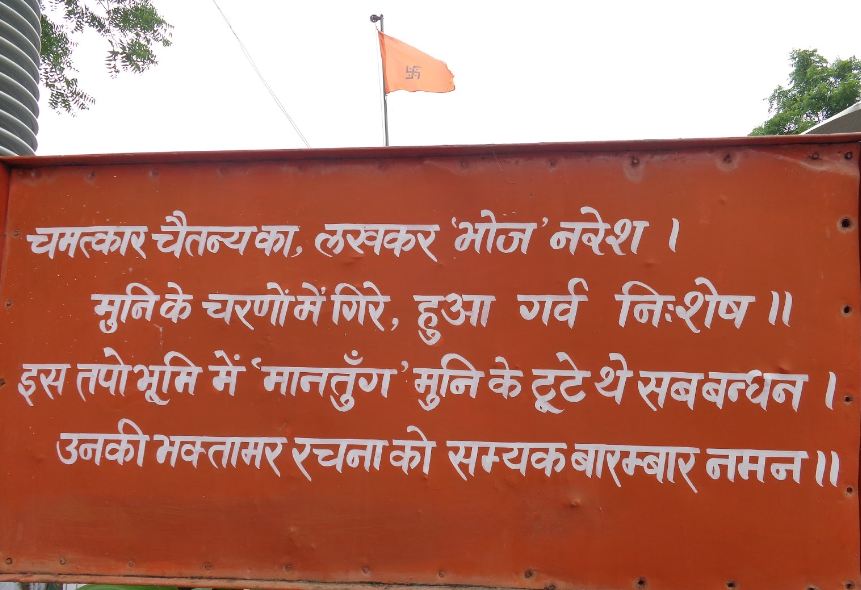 चमत्कार चैतन्य का, लखकर 'भोज' नरेश ।
मुनि के चरणों में गिरे, हुआ गर्व निःशेष ॥
इस तपोभूमि में 'मानतुँग' मुनि के टूटे थे सब बन्धन ।
उनकी भक्तामर रचना को सम्यक बारम्बार नमन ॥